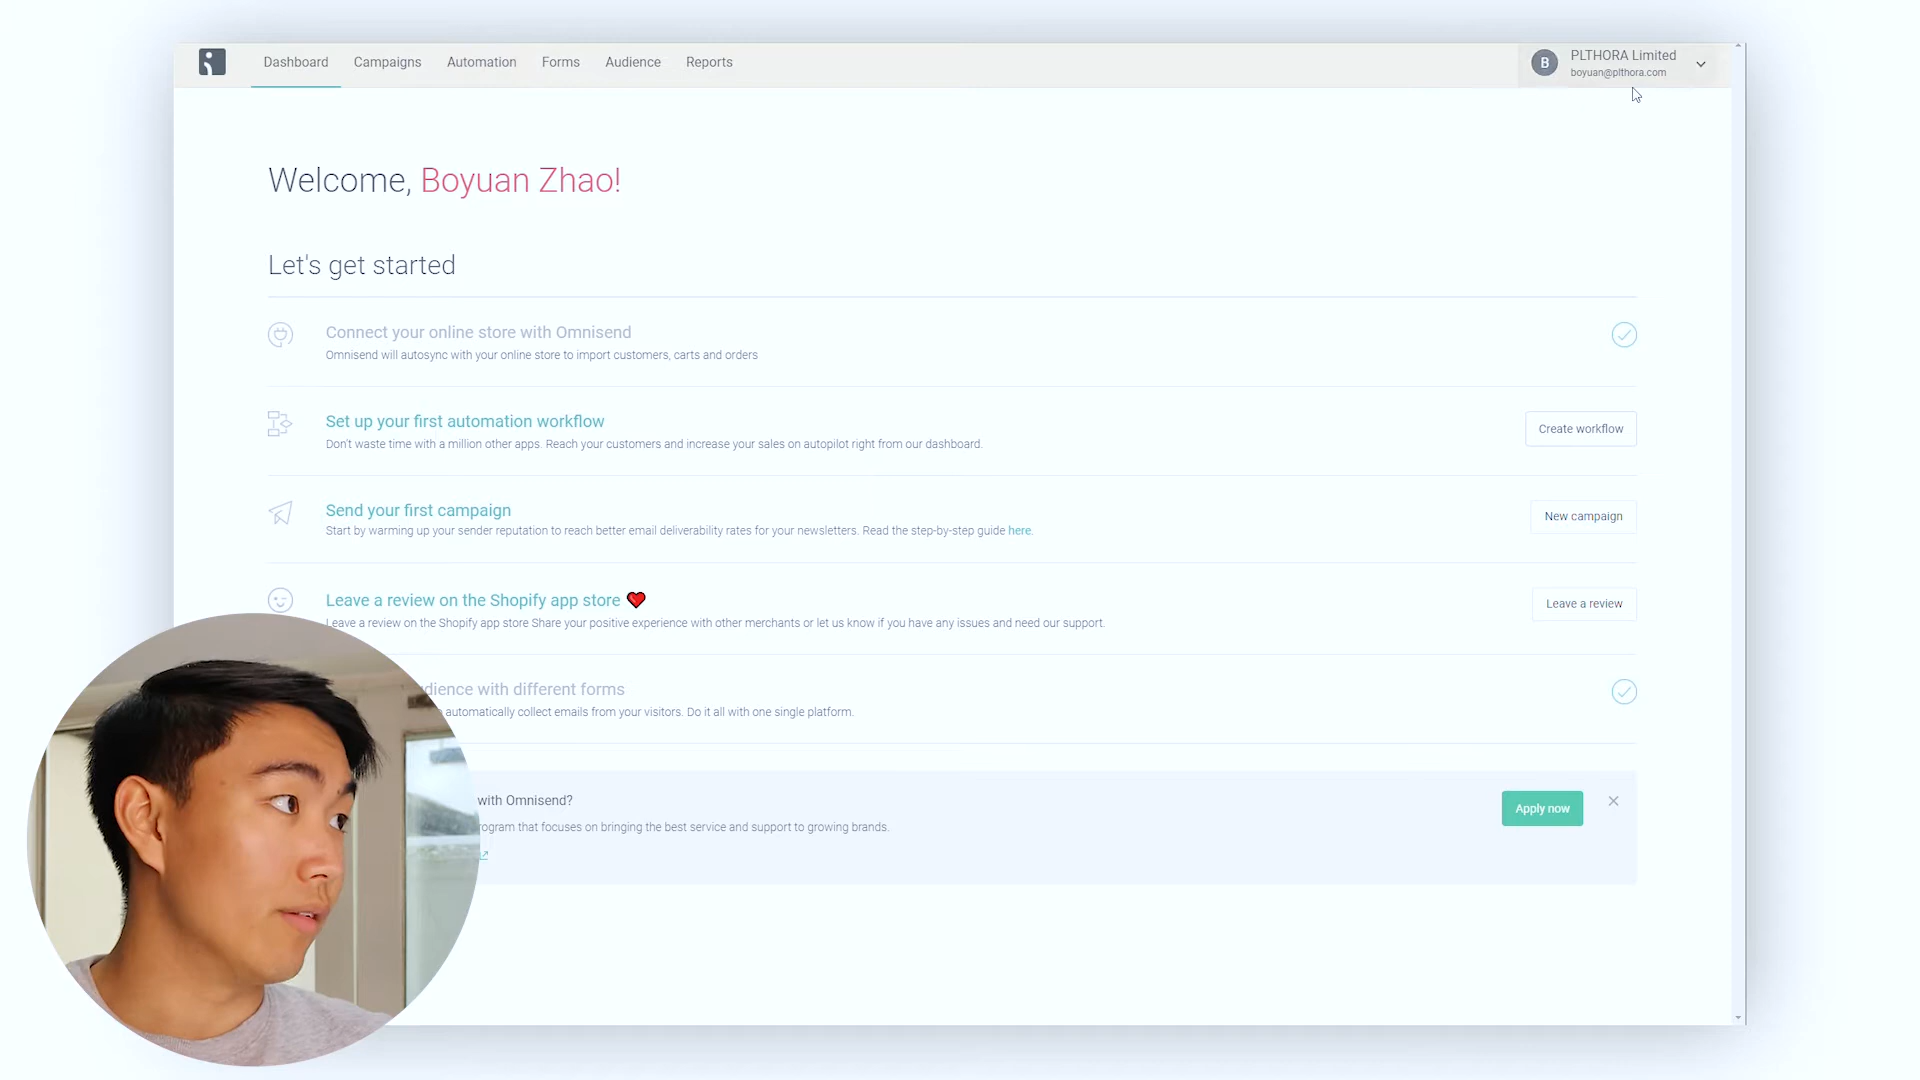 Dashboard
Campaigns
Automation
Forms
Audience
Reports
B
PLTHORA Limited
boyuan@plthora.com
Welcome, Boyuan Zhao!
Let's get started
Connect your online store with Omnisend
Omnisend will autosync with your online store to import customers, carts and orders
Set up your first automation workflow
Don't waste time with a million other apps. Reach your customers and increase your sales on autopilot right from our dashboard.
Create workflow
Send your first campaign
Start by warming up your sender reputation to reach better email deliverability rates for your newsletters. Read the step-by-step guide here.
New campaign
Leave a review on the Shopify app store
Leave a review on the Shopify app store Share your positive experience with other merchants or let us know if you have any issues and need our support.
Leave a review
with different forms
automatically collect emails from your visitors. Do it all with one single platform.
with Omnisend?
that focuses on bringing the best service and support to growing brands.
Apply now